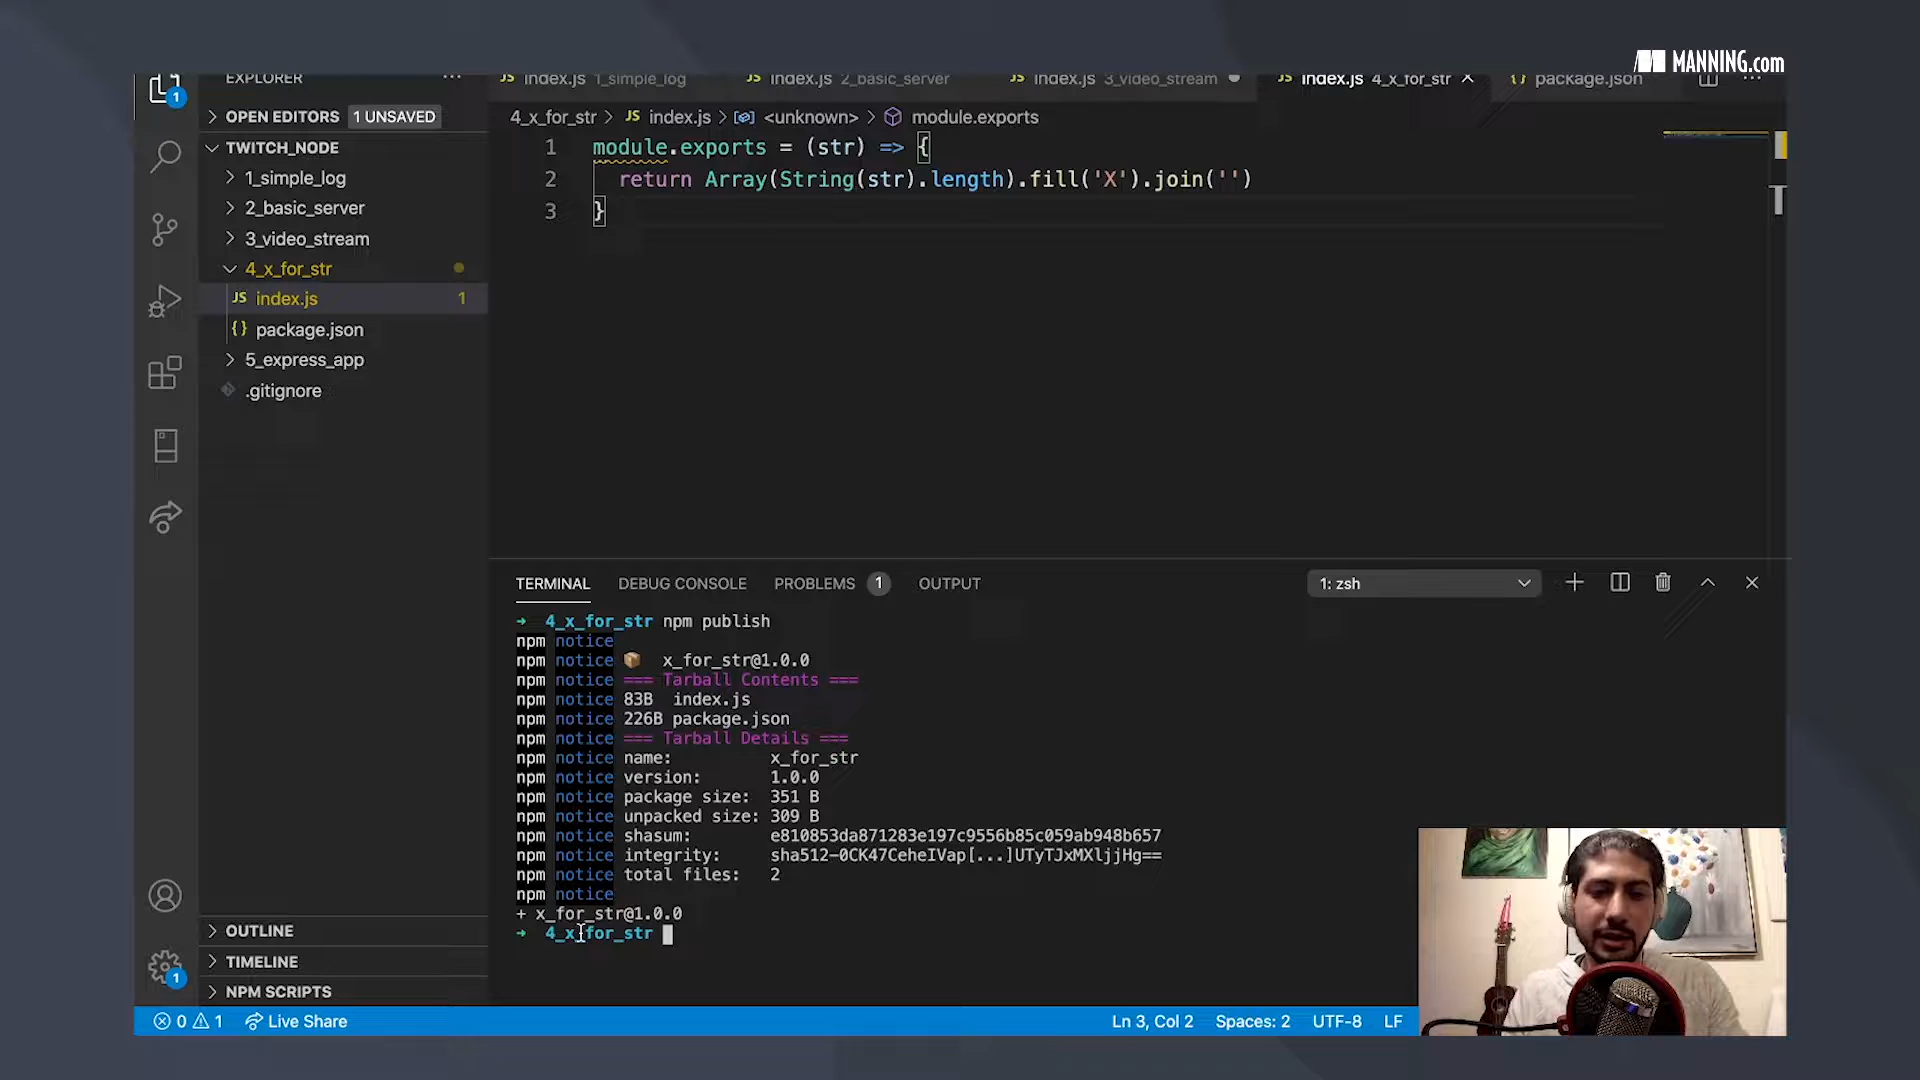 MANNING.com
EXPLORER ...
index.js 1_simple_log
index.js 2_basic_server
index.js 3_video_stream
JS index.js 4_x_for_str
{} package.json
OPEN EDITORS 1 UNSAVED
TWITCH_NODE
1_simple_log
2_basic_server
3_video_stream
4_x_for_str
JS index.js 1
{} package.json
5_express_app
.gitignore
OUTLINE
TIMELINE
NPM SCRIPTS
4_x_for_str > JS index.js > <unknown> > module.exports
1 module.exports = (str) => {
2 return Array(String(str).length).fill('X').join('')
3 }
TERMINAL DEBUG CONSOLE PROBLEMS 1 OUTPUT 1: zsh
→ 4_x_for_str npm publish
npm notice
npm notice 📦 x_for_str@1.0.0
npm notice === Tarball Contents ===
npm notice 83B index.js
npm notice 226B package.json
npm notice === Tarball Details ===
npm notice name: x_for_str
npm notice version: 1.0.0
npm notice package size: 351 B
npm notice unpacked size: 309 B
npm notice shasum: e810853da871283e197c9556b85c059ab948b657
npm notice integrity: sha512-0CK47CeheIVap[...]UTyTJxMXljjHg==
npm notice total files: 2
npm notice
+ x_for_str@1.0.0
→ 4_x_for_str
1
1
0 1 Live Share
Ln 3, Col 2 Spaces: 2 UTF-8 LF